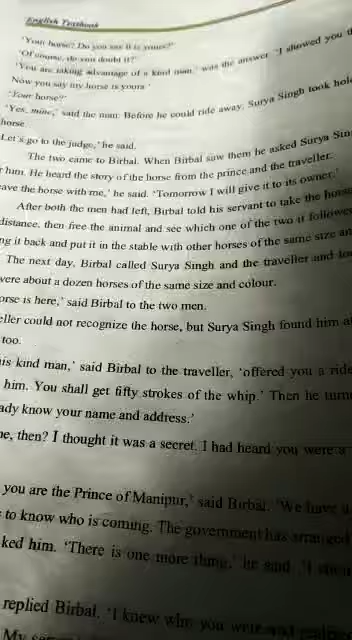 English Textbook
'Your horse? Do you say it is yours?'
'Of course, do you doubt it?'
'You are taking advantage of a kind man,' was the answer. 'I showed you
Now you say my horse is yours.'
'Your horse?'
'Yes, mine,' said the man. Before he could ride away, Surya Singh took hol
horse.
Let's go to the judge,' he said.
The two came to Birbal. When Birbal saw them he asked Surya Sin
him. He heard the story of the horse from the prince and the traveller.
ave the horse with me,' he said. 'Tomorrow I will give it to its owner.'
After both the men had left, Birbal told his servant to take the horse
distance, then free the animal and see which one of the two it followe
ng it back and put it in the stable with other horses of the same size an
The next day, Birbal called Surya Singh and the traveller and
were about a dozen horses of the same size and colour.
orse is here,' said Birbal to the two men.
eller could not recognize the horse, but Surya Singh found him a
too.
is kind man,' said Birbal to the traveller, 'offered you a ride
him. You shall get fifty strokes of the whip.' Then he turn
ady know your name and address.'
e, then? I thought it was a secret. I had heard you were a
you are the Prince of Manipur,' said Birbal. 'We have a
to know who is coming. The government has arranged
ked him. 'There is one more thing,' he said.
replied Birbal, 'I knew who you were and
My